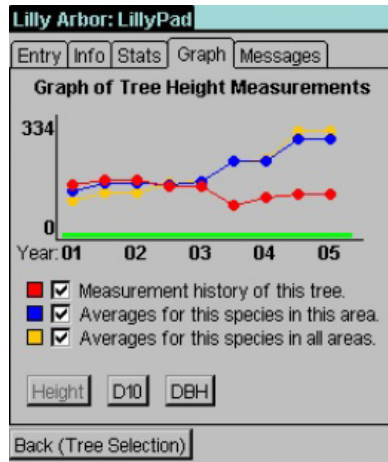 Lilly Arbor: LillyPad
Entry Info Stats Graph Messages
Graph of Tree Height Measurements
334
0
Year: 01 02 03 04 05
Measurement history of this tree.
Averages for this species in this area.
Averages for this species in all areas.
Height D10 DBH
Back (Tree Selection)